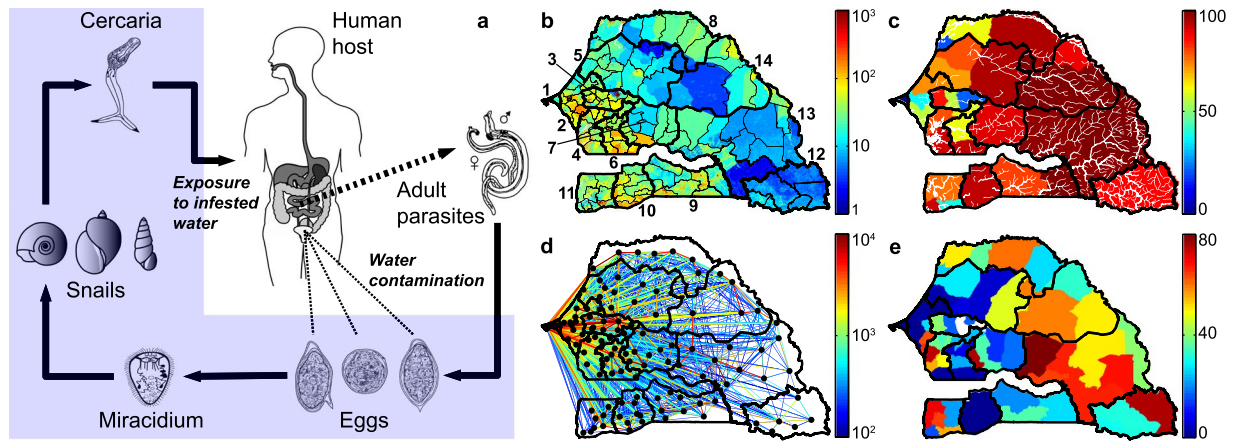 Cercaria
Human
host
a
♂
♀
Exposure
to infested
water
Adult
parasites
Snails
Water
contamination
Miracidium
Eggs
b
8
5
3
14
1
2
13
7
4
6
12
11
10
9
10³
10²
10
1
c
100
50
0
d
10⁴
10³
10²
e
80
40
0